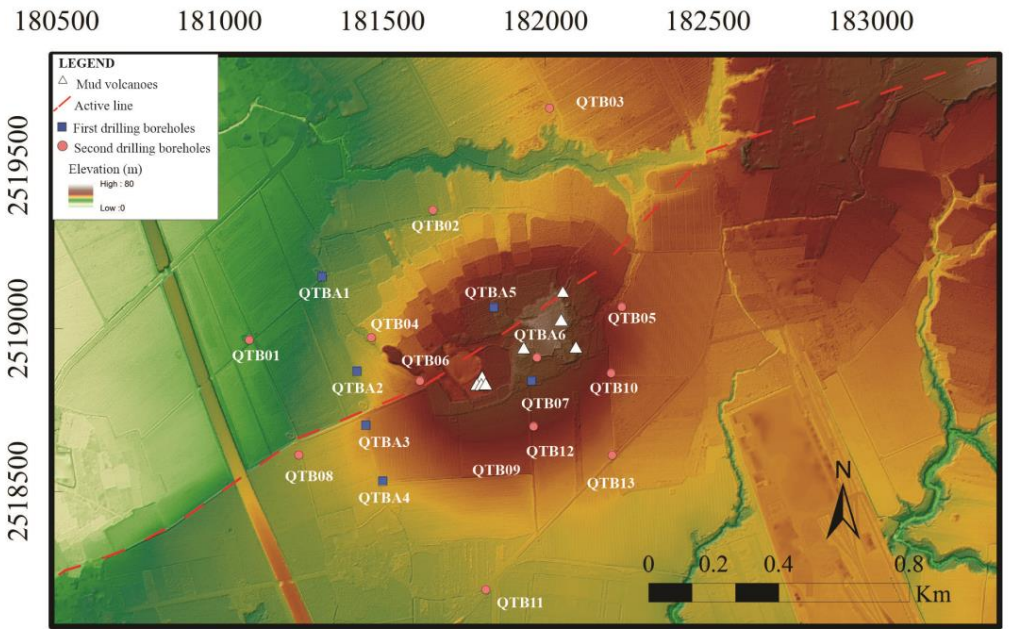 180500 181000 181500 182000 182500 183000
2519500
2519000
2518500
LEGEND
Mud volcanoes
Active line
First drilling boreholes
Second drilling boreholes
Elevation (m)
High : 80
Low :0
QTB03
QTB02
QTBA1
QTBA5
QTB05
QTB04
QTBA6
QTB01
QTB06
QTBA2
QTB10
QTB07
QTBA3
QTB12
QTB08
QTB09
QTB13
QTBA4
QTB11
N
0 0.2 0.4 0.8
Km